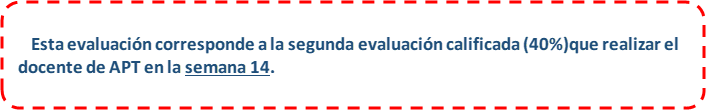 Esta evaluación corresponde a la segunda evaluación calificada (40%)que realizar el
docente de APT en la semana 14.